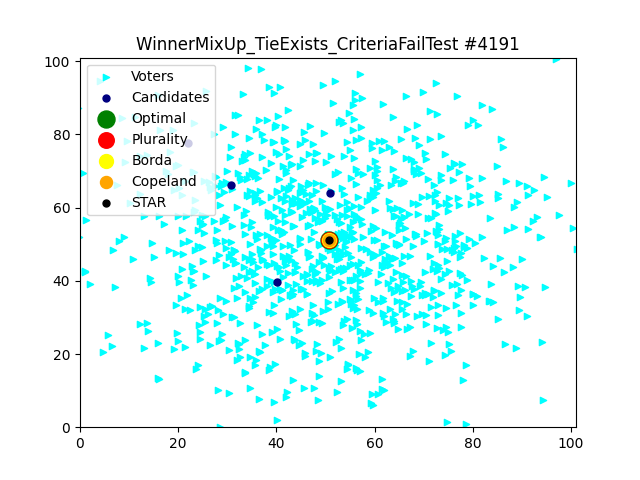 WinnerMixUp_TieExists_CriteriaFailTest #4191
100
80
60
40
20
0
Voters
Candidates
Optimal
Plurality
Borda
Copeland
STAR
0 20 40 60 80 100